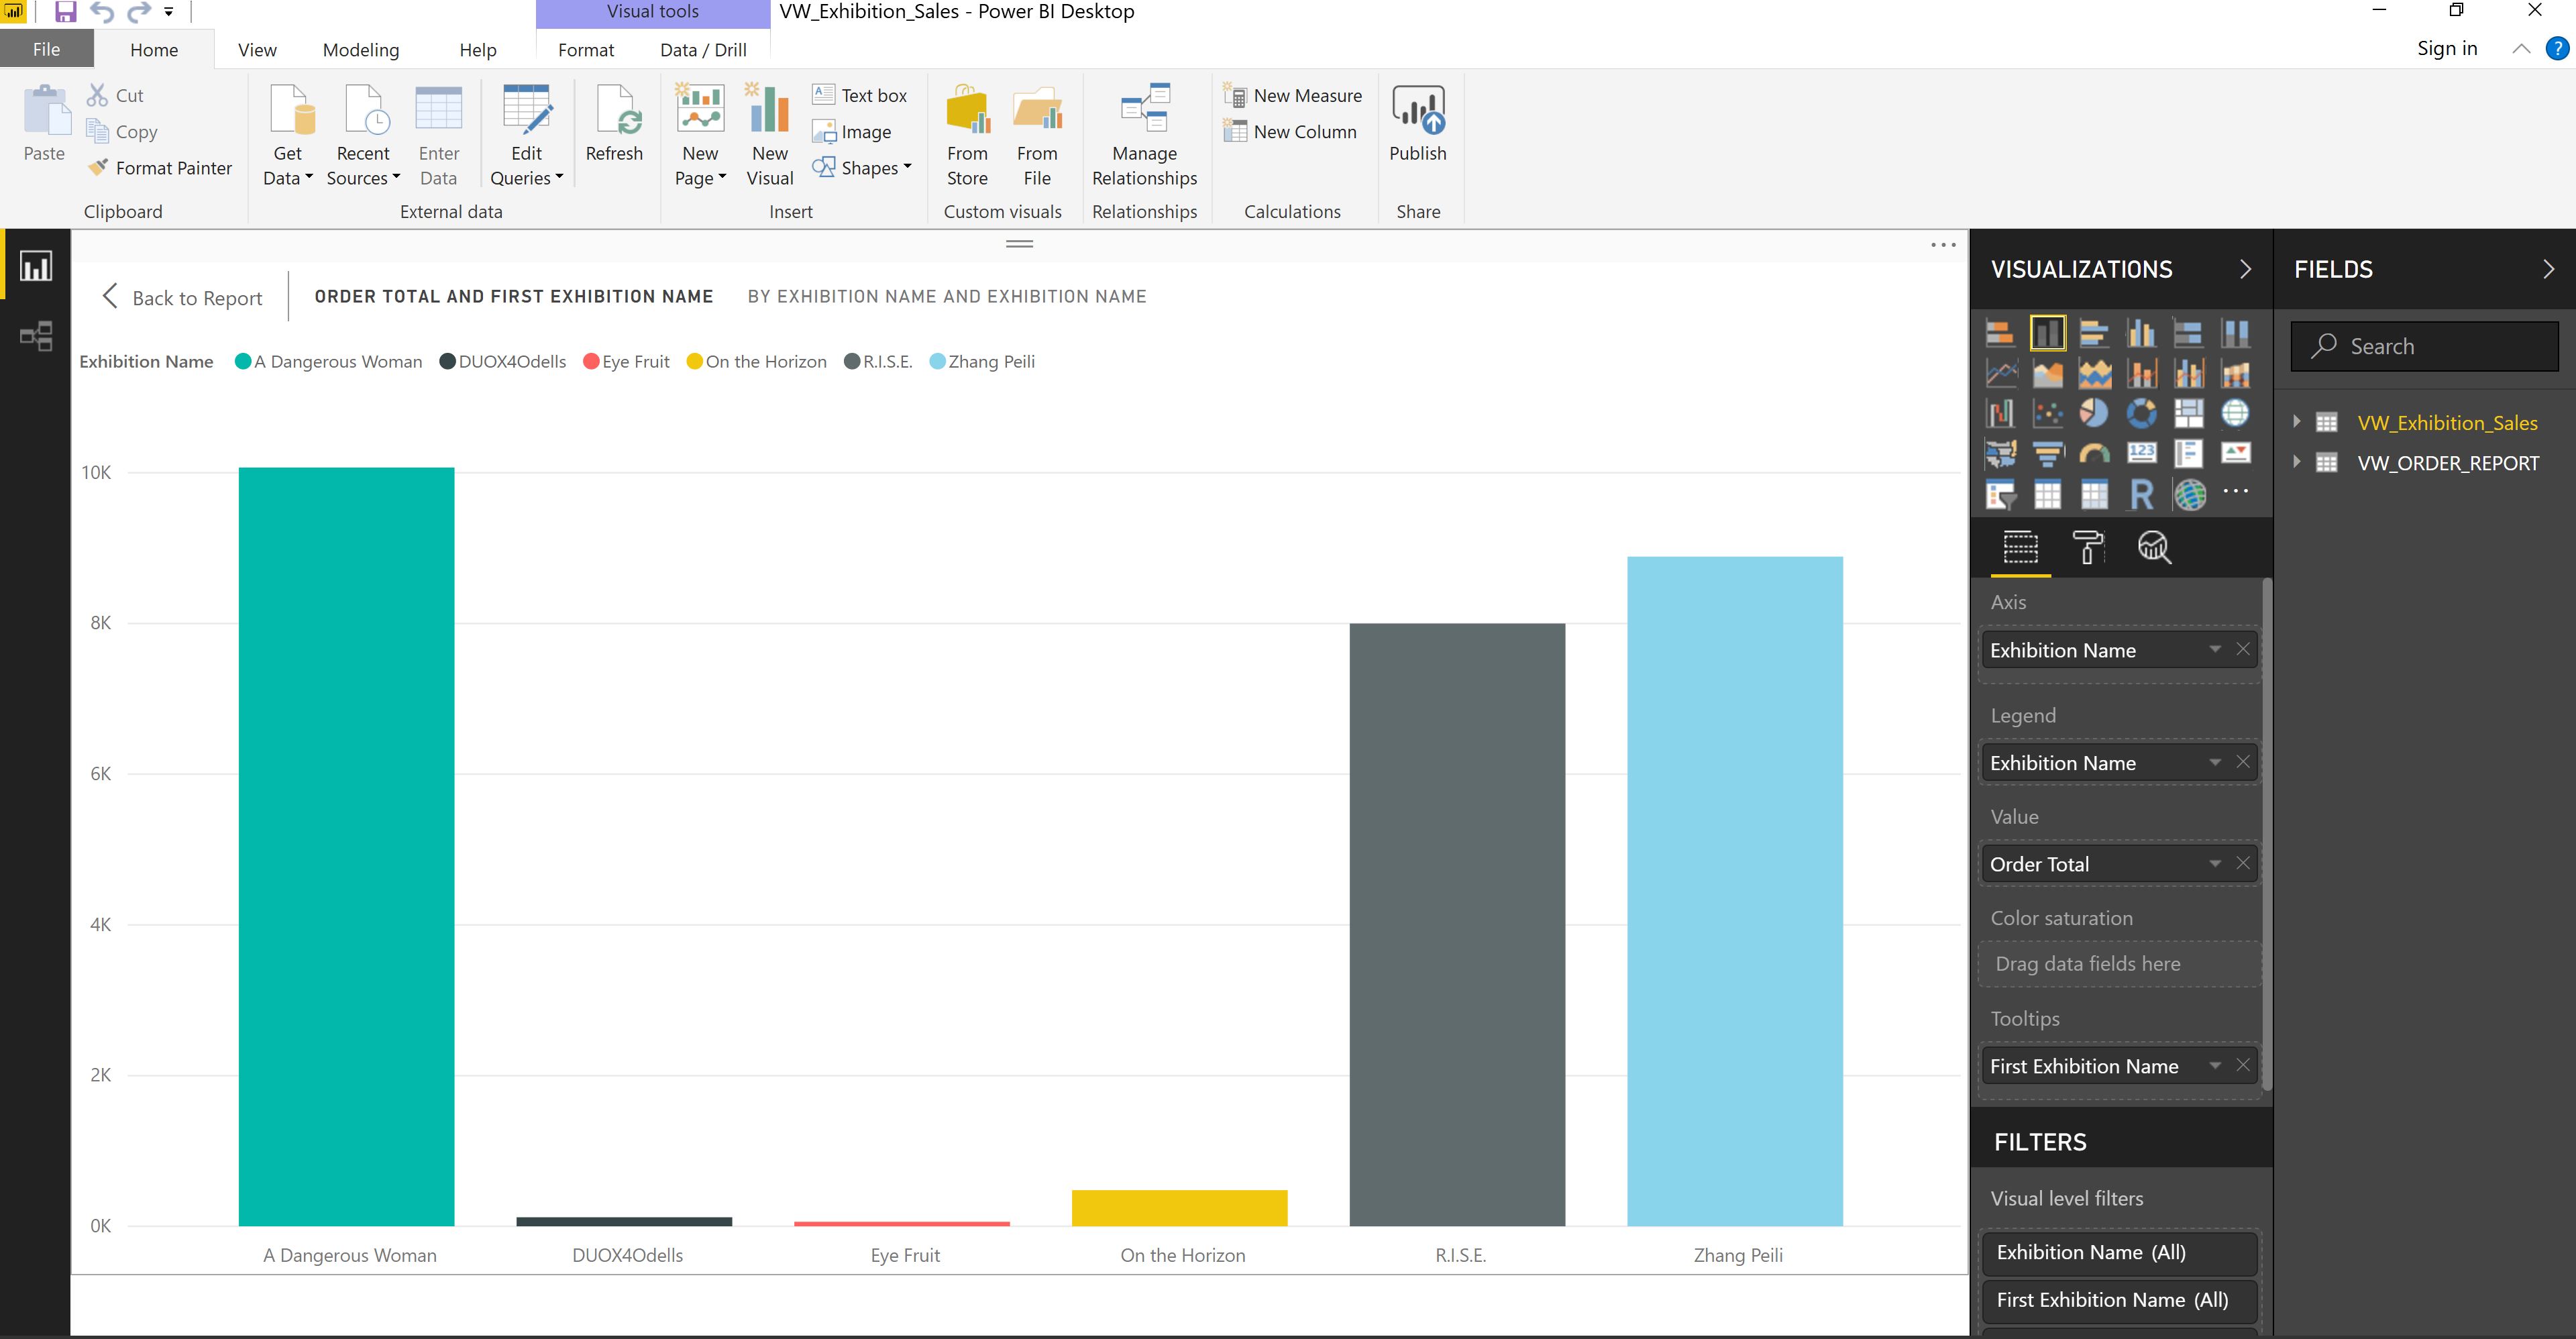 Visual tools
VW_Exhibition_Sales - Power BI Desktop
File
Home
View
Modeling
Help
Format
Data / Drill
Sign in
?
Paste
Cut
Copy
Format Painter
Clipboard
Get Data
Recent Sources
Enter Data
External data
Edit Queries
Refresh
New Page
New Visual
Text box
Image
Shapes
Insert
From Store
From File
Custom visuals
Manage Relationships
Relationships
New Measure
New Column
Calculations
Publish
Share
Back to Report
ORDER TOTAL AND FIRST EXHIBITION NAME
BY EXHIBITION NAME AND EXHIBITION NAME
Exhibition Name A Dangerous Woman DUOX4Odells Eye Fruit On the Horizon R.I.S.E. Zhang Peili
10K
8K
6K
4K
2K
0K
A Dangerous Woman
DUOX4Odells
Eye Fruit
On the Horizon
R.I.S.E.
Zhang Peili
VISUALIZATIONS
123
R
Axis
Exhibition Name
Legend
Exhibition Name
Value
Order Total
Color saturation
Drag data fields here
Tooltips
First Exhibition Name
FILTERS
Visual level filters
Exhibition Name (All)
First Exhibition Name (All)
FIELDS
Search
VW_Exhibition_Sales
VW_ORDER_REPORT